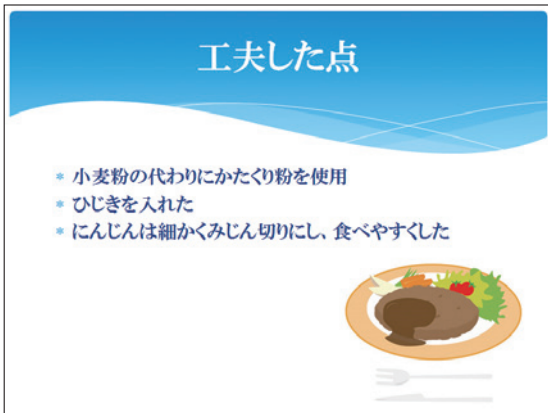 工夫した点
* 小麦粉の代わりにかたくり粉を使用
* ひじきを入れた
* にんじんは細かくみじん切りにし、食べやすくした